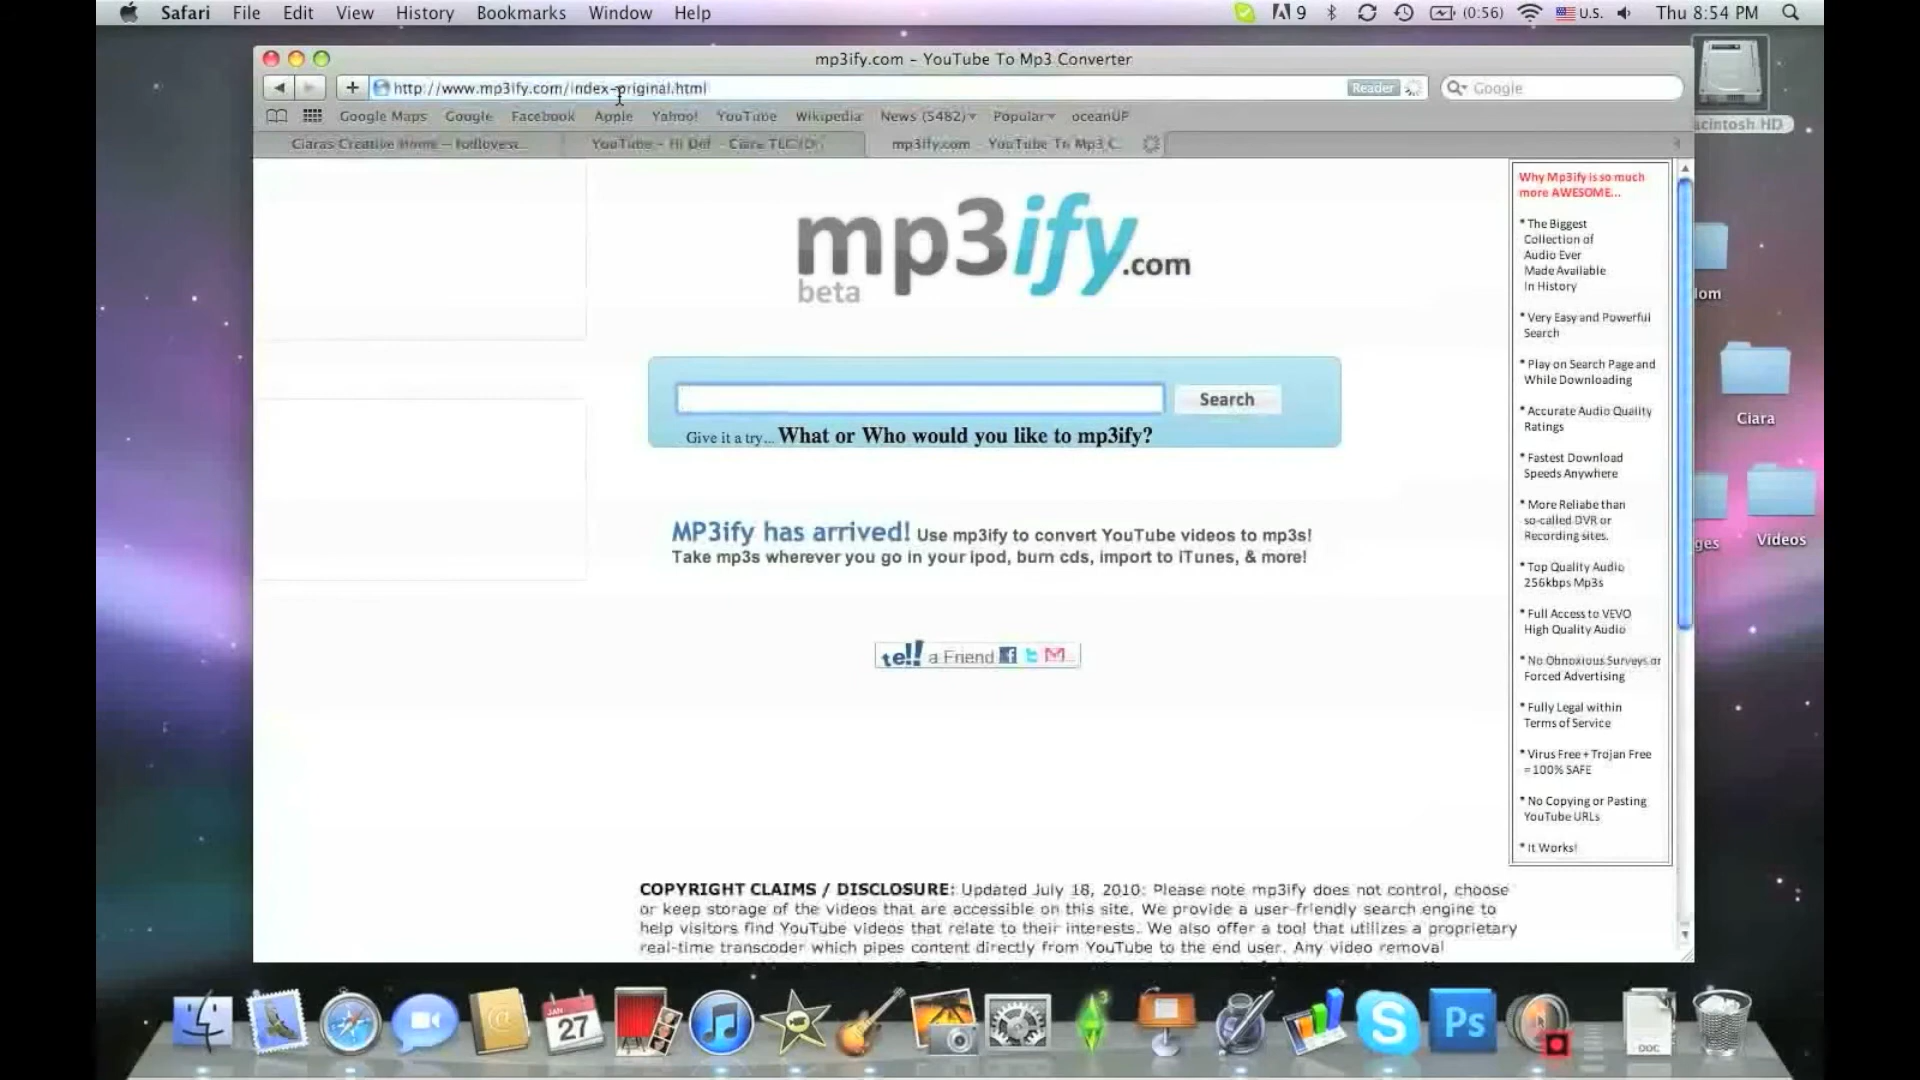 Safari File Edit View History Bookmarks Window Help
9 (0:56) U.S. Thu 8:54 PM
mp3ify.com – YouTube To Mp3 Converter
http://www.mp3ify.com/index-original.html Reader Google
Google Maps Google Facebook Apple Yahoo! YouTube Wikipedia News (5482) Popular oceanUP
Ciaras Creative Home
YouTube – Hi Def – Ciara
mp3ify.com – YouTube To Mp3 C...
mp3ify.com
beta
Search
Give it a try... What or Who would you like to mp3ify?
MP3ify has arrived! Use mp3ify to convert YouTube videos to mp3s!
Take mp3s wherever you go in your ipod, burn cds, import to iTunes, & more!
tell a Friend
Why Mp3ify is so much
more AWESOME...
* The Biggest
Collection of
Audio Ever
Made Available
In History
* Very Easy and Powerful
Search
* Play on Search Page and
While Downloading
* Accurate Audio Quality
Ratings
* Fastest Download
Speeds Anywhere
* More Reliabe than
so-called DVR or
Recording sites.
* Top Quality Audio
256kbps Mp3s
* Full Access to VEVO
High Quality Audio
* No Obnoxious Surveys or
Forced Advertising
* Fully Legal within
Terms of Service
* Virus Free + Trojan Free
= 100% SAFE
* No Copying or Pasting
YouTube URLs
* It Works!
COPYRIGHT CLAIMS / DISCLOSURE: Updated July 18, 2010: Please note mp3ify does not control, choose
or keep storage of the videos that are accessible on this site. We provide a user-friendly search engine to
help visitors find YouTube videos that relate to their interests. We also offer a tool that utilizes a proprietary
real-time transcoder which pipes content directly from YouTube to the end user. Any video removal
acintosh HD
Ciara
Videos
JAN
27
3
Ps
DOC